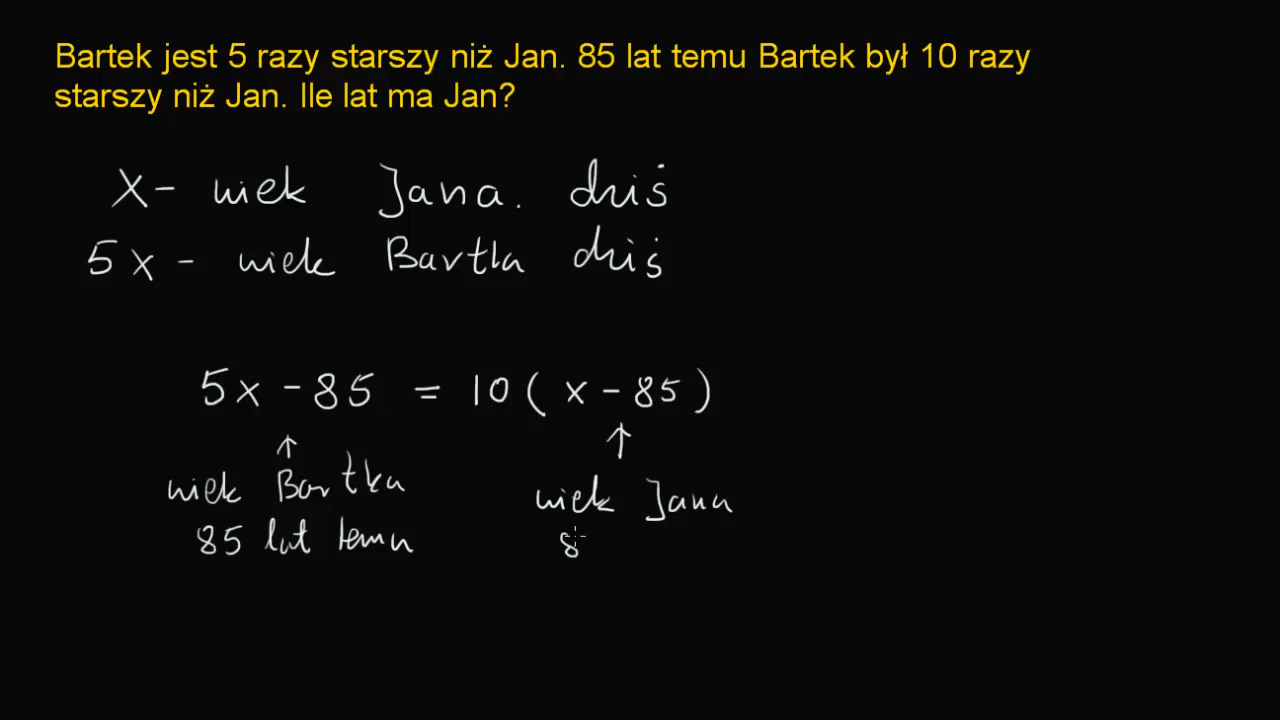 Bartek jest 5 razy starszy niż Jan. 85 lat temu Bartek był 10 razy
starszy niż Jan. Ile lat ma Jan?
x - wiek Jana. dziś
5x - wiek Bartka dziś
5x - 85 = 10 ( x - 85 )
↑ ↑
wiek Bartka wiek Jana
85 lat temu 8